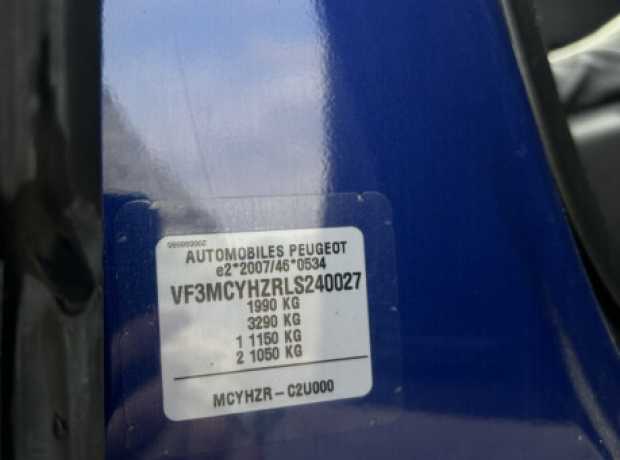 AUTOMOBILES PEUGEOT
e2*2007/46*0534
VF3MCYHZRLS240027
1990 KG
3290 KG
1 1150 KG
2 1050 KG
MCYHZR – C2U000